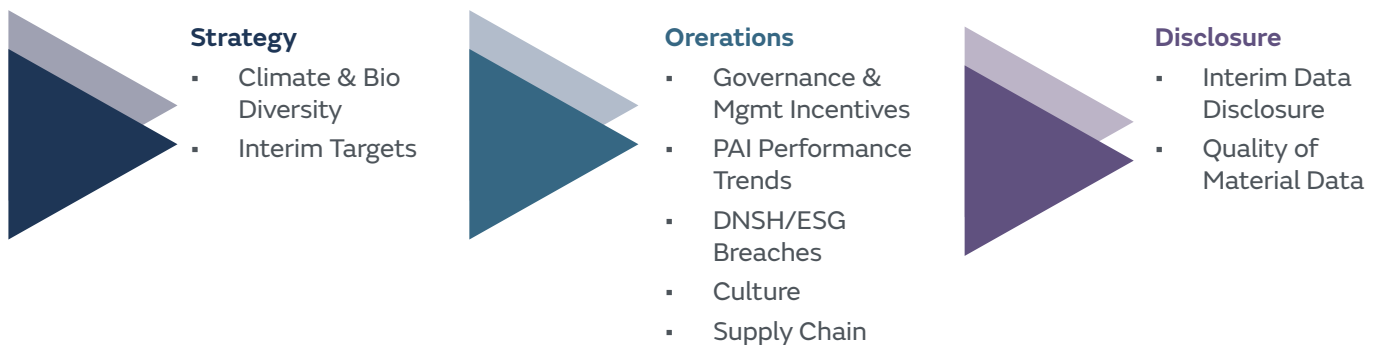 Strategy
▪ Climate & Bio
Diversity
▪ Interim Targets
Orerations
▪ Governance &
Mgmt Incentives
▪ PAI Performance
Trends
▪ DNSH/ESG
Breaches
▪ Culture
▪ Supply Chain
Disclosure
▪ Interim Data
Disclosure
▪ Quality of
Material Data